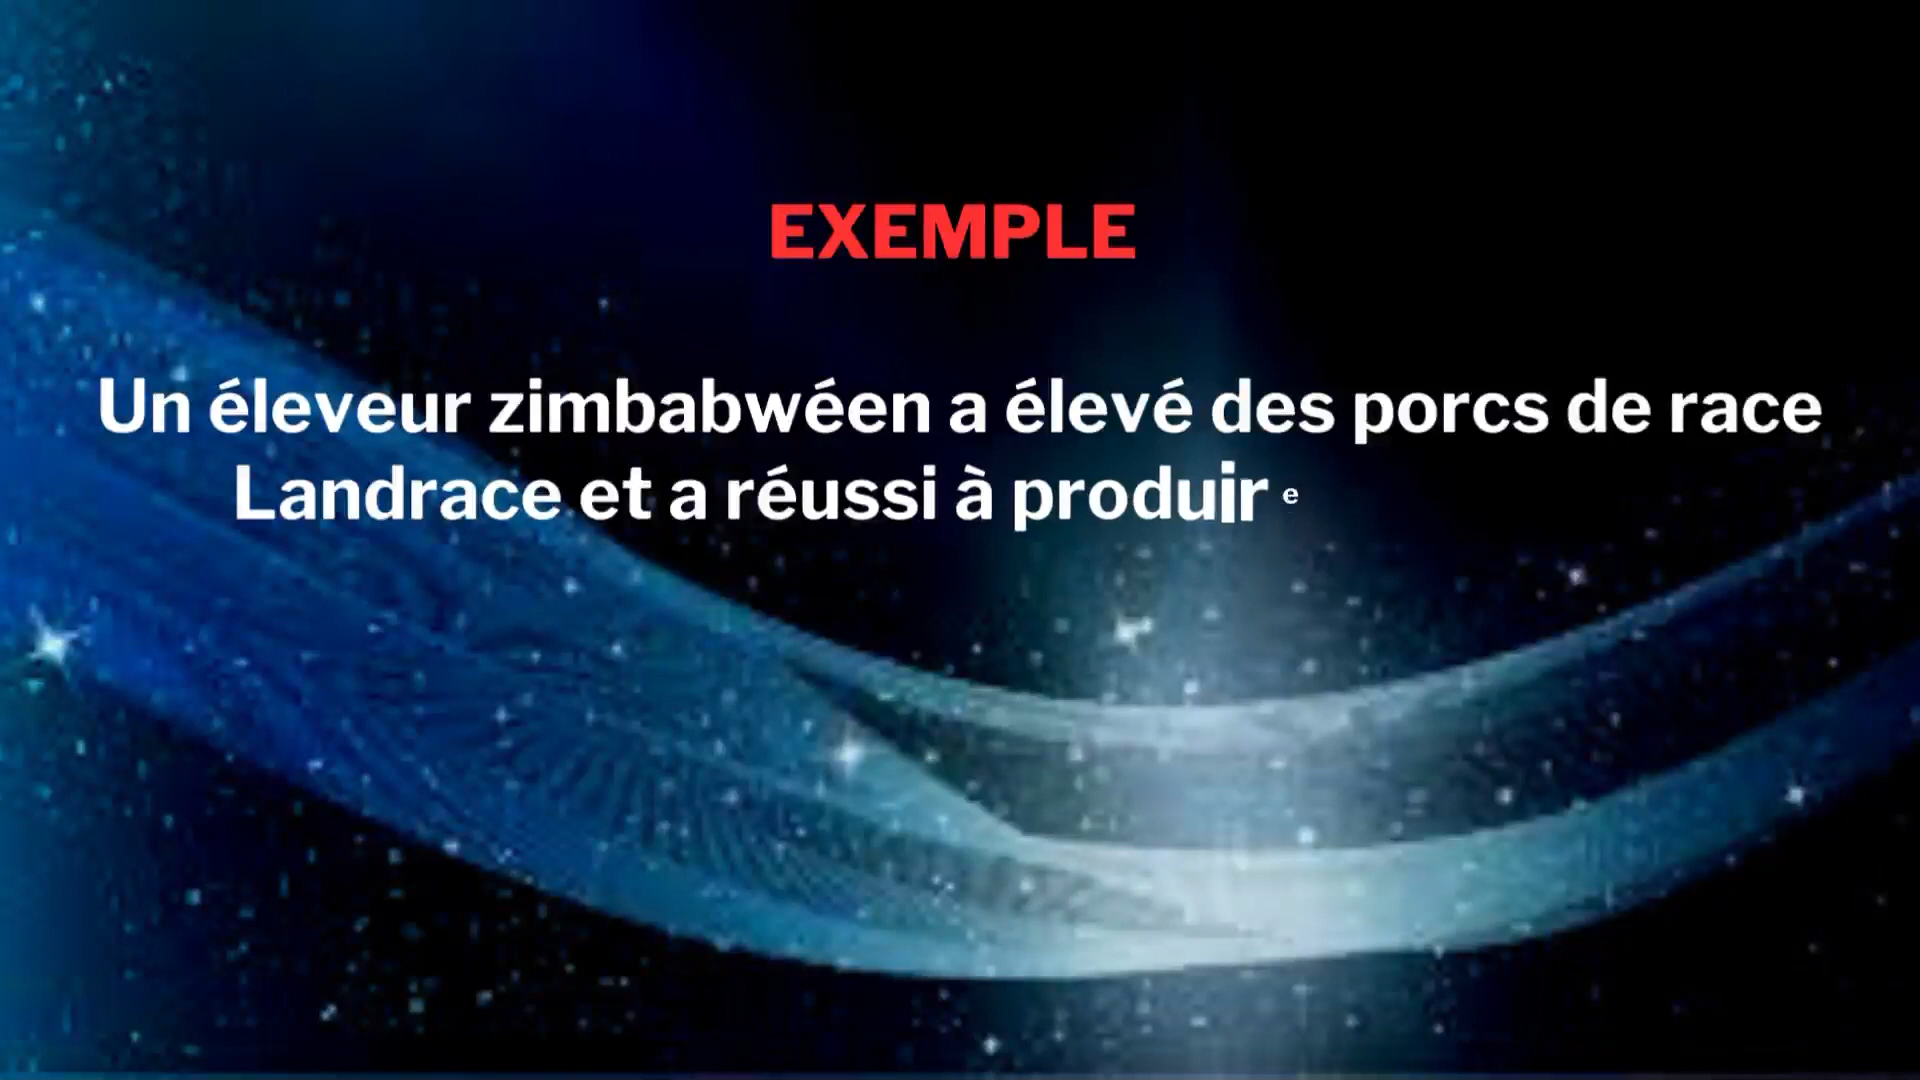 EXEMPLE
Un éleveur zimbabwéen a élevé des porcs de race
Landrace et a réussi à produire